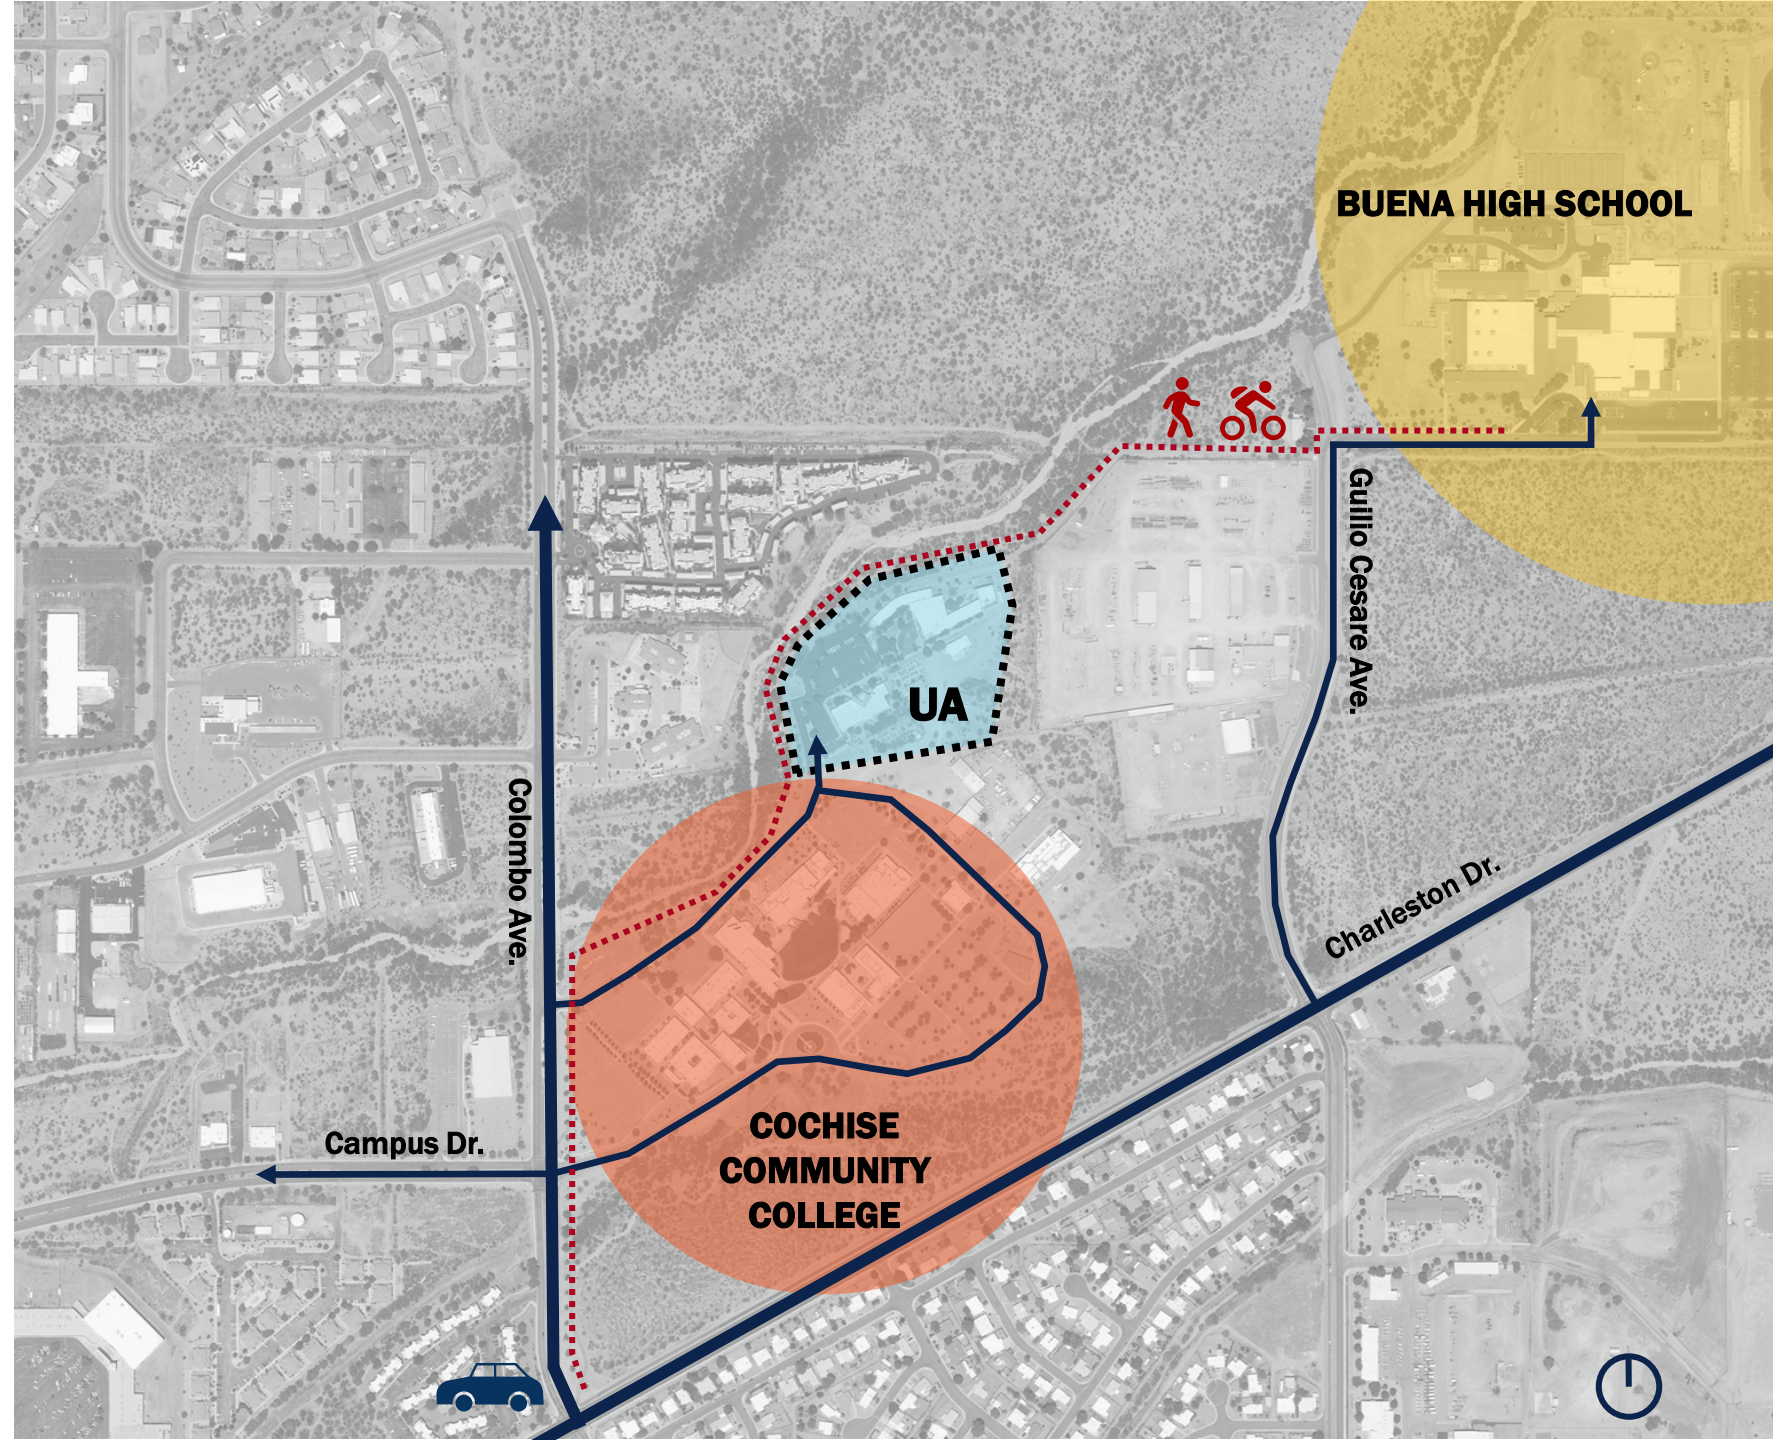 BUENA HIGH SCHOOL
Guilio Cesare Ave.
UA
Colombo Ave.
Charleston Dr.
Campus Dr.
COCHISE
COMMUNITY
COLLEGE